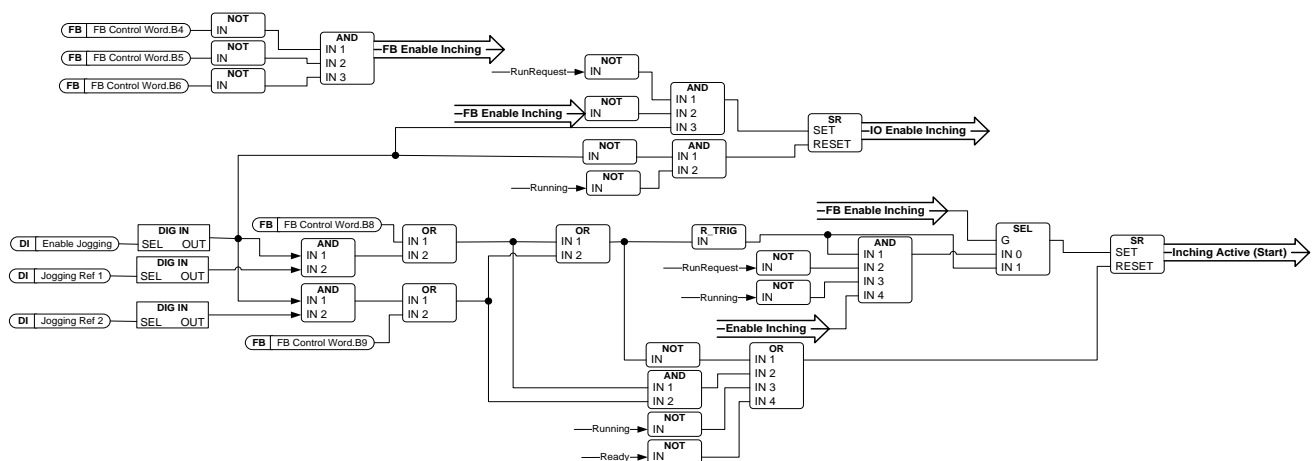 NOT
FB FB Control Word.B4 IN
NOT AND
FB FB Control Word.B5 IN IN 1 FB Enable Inching
IN 2
NOT IN 3
FB FB Control Word.B6 IN
NOT
RunRequest IN
AND
NOT IN 1
FB Enable Inching IN IN 2
IN 3
SR
SET IO Enable Inching
RESET
NOT AND
IN IN 1
IN 2
NOT
Running IN
FB Enable Inching
DIG IN
DI Enable Jogging SEL OUT
FB FB Control Word.B8
OR
IN 1
IN 2
OR
IN 1
IN 2
R_TRIG
IN
SEL
G
IN 0
IN 1
SR
SET Inching Active (Start)
RESET
AND
IN 1
IN 2
DIG IN
DI Jogging Ref 1 SEL OUT
AND
IN 1
IN 2
IN 3
IN 4
NOT
RunRequest IN
NOT
Running IN
AND
IN 1
IN 2
OR
IN 1
IN 2
DIG IN
DI Jogging Ref 2 SEL OUT
Enable Inching
FB FB Control Word.B9
NOT
IN
OR
IN 1
IN 2
IN 3
IN 4
AND
IN 1
IN 2
NOT
Running IN
NOT
Ready IN